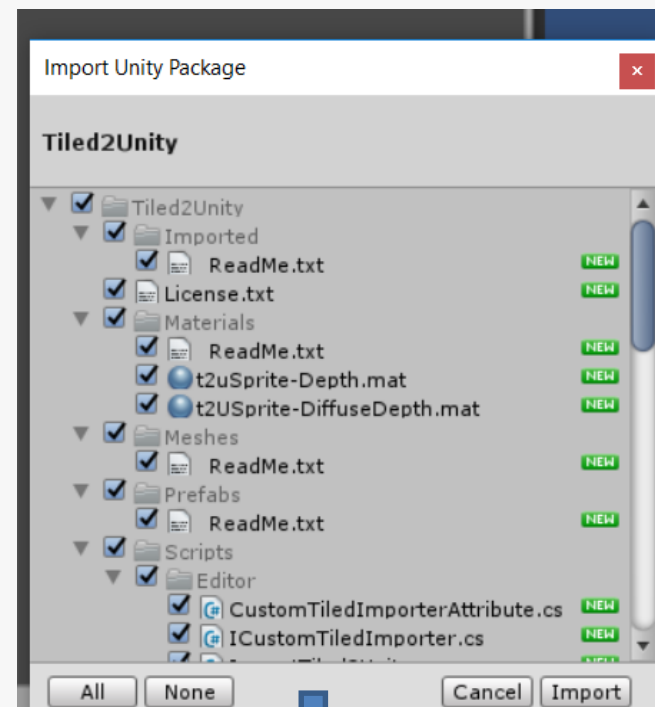 Import Unity Package
Tiled2Unity
Tiled2Unity
Imported
ReadMe.txt NEW
License.txt NEW
Materials
ReadMe.txt NEW
t2uSprite-Depth.mat NEW
t2USprite-DiffuseDepth.mat NEW
Meshes
ReadMe.txt NEW
Prefabs
ReadMe.txt NEW
Scripts
Editor
CustomTiledImporterAttribute.cs NEW
ICustomTiledImporter.cs NEW
All None Cancel Import